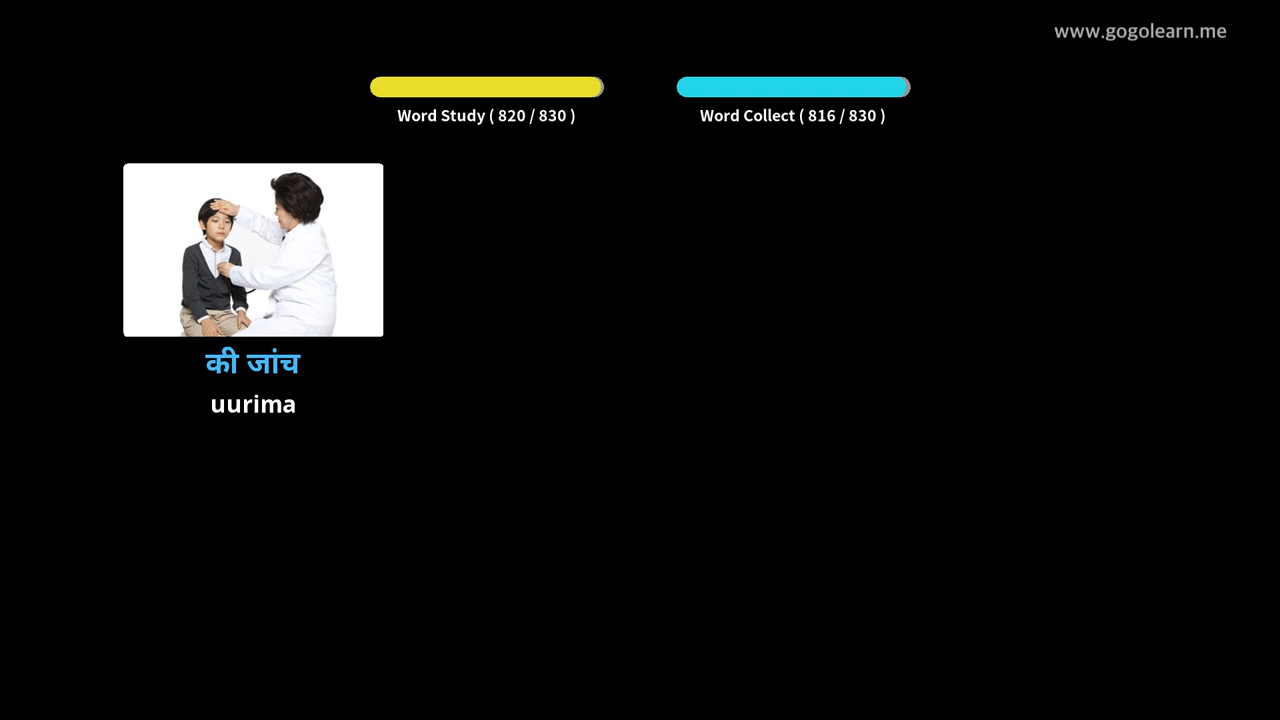 www.gogolearn.me
Word Study ( 820 / 830 )
Word Collect ( 816 / 830 )
की जांच
uurima